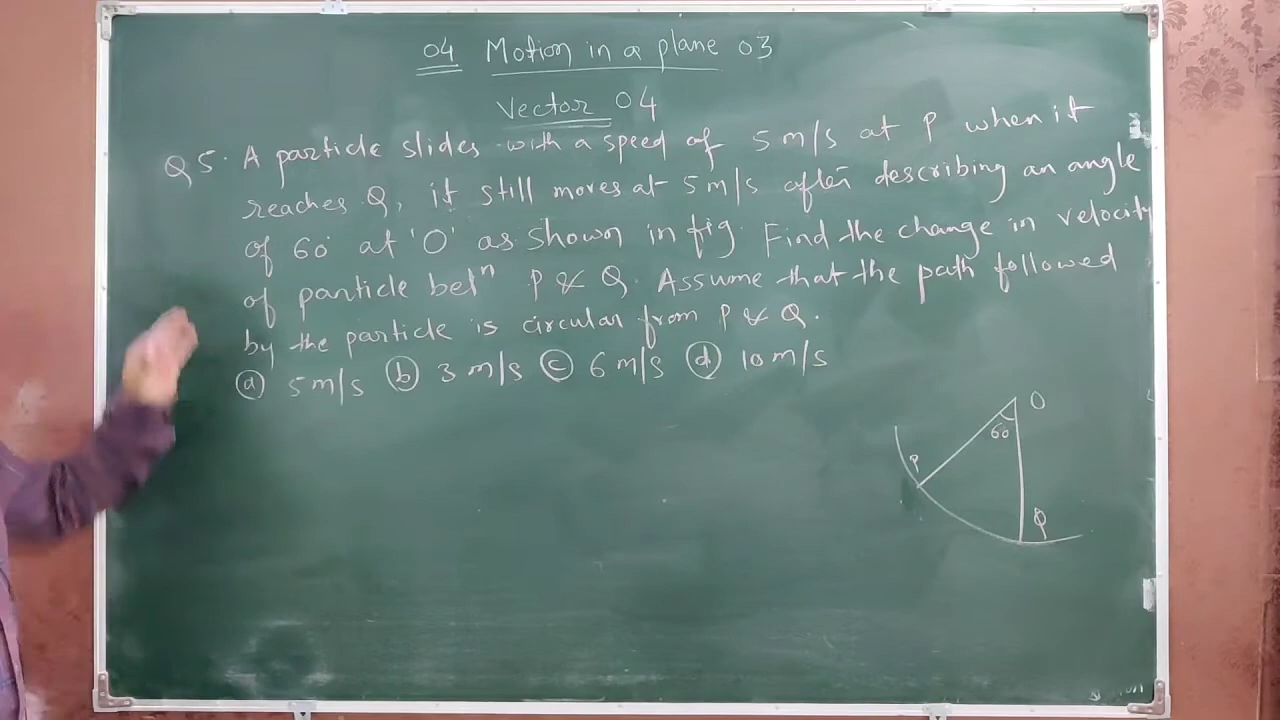 04 Motion in a plane 03
Vector 04
Q5. A particle slides with a speed of 5 m/s at P when it
reaches Q, it still moves at 5 m/s after describing an angle
of 60° at 'O' as shown in fig. Find the change in velocity
of particle betⁿ P & Q. Assume that the path followed
by the particle is circular from P & Q.
(a) 5 m/s (b) 3 m/s (c) 6 m/s (d) 10 m/s
O
60
P
Q